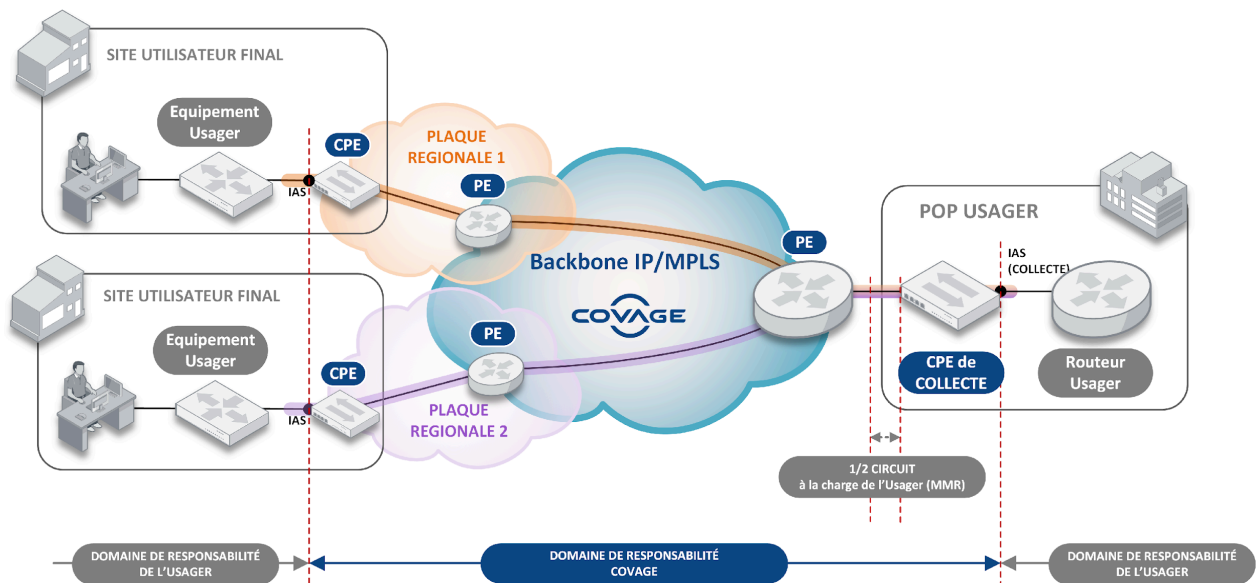 SITE UTILISATEUR FINAL
Equipement
Usager
CPE
IAS
PLAQUE
REGIONALE 1
PE
Backbone IP/MPLS
COVAGE
PE
POP USAGER
IAS
(COLLECTE)
CPE de
COLLECTE
Routeur
Usager
SITE UTILISATEUR FINAL
Equipement
Usager
CPE
IAS
PE
PLAQUE
REGIONALE 2
1/2 CIRCUIT
à la charge de l'Usager (MMR)
DOMAINE DE RESPONSABILITÉ
DE L'USAGER
DOMAINE DE RESPONSABILITÉ
COVAGE
DOMAINE DE RESPONSABILITÉ
DE L'USAGER